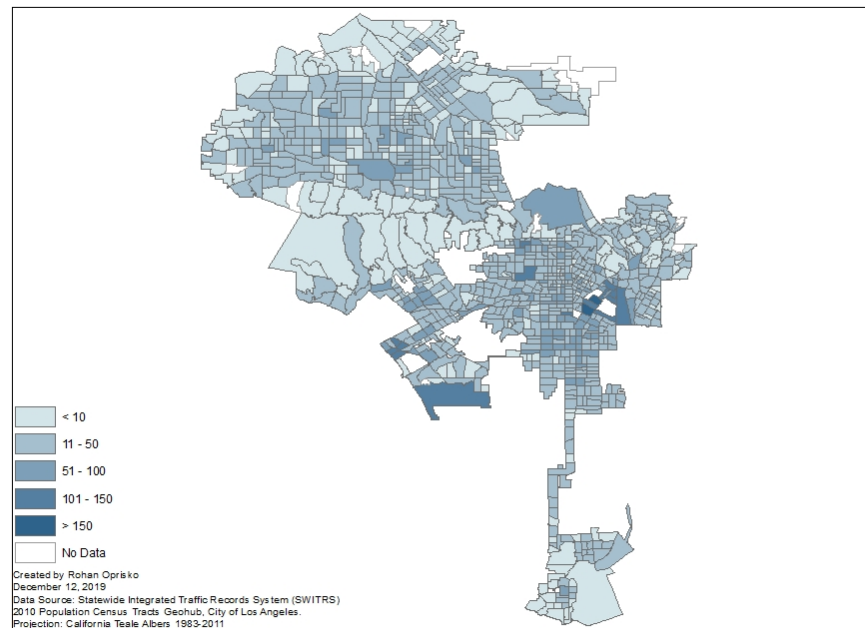 < 10
11 - 50
51 - 100
101 - 150
> 150
No Data
Created by Rohan Oprisko
December 12, 2019
Data Source: Statewide Integrated Traffic Records System (SWITRS)
2010 Population Census Tracts Geohub, City of Los Angeles.
Projection: California Teale Albers 1983-2011